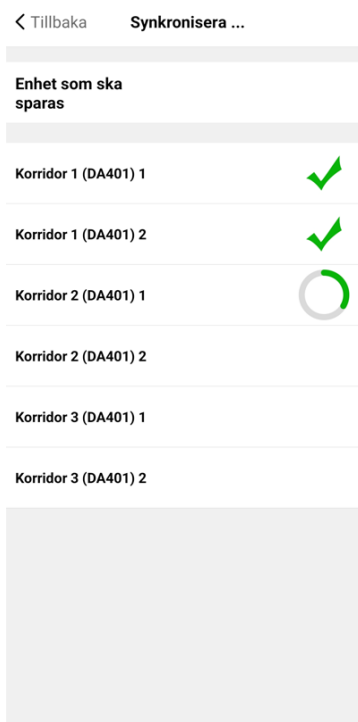 Tillbaka Synkronisera ...
Enhet som ska
sparas
Korridor 1 (DA401) 1
Korridor 1 (DA401) 2
Korridor 2 (DA401) 1
Korridor 2 (DA401) 2
Korridor 3 (DA401) 1
Korridor 3 (DA401) 2